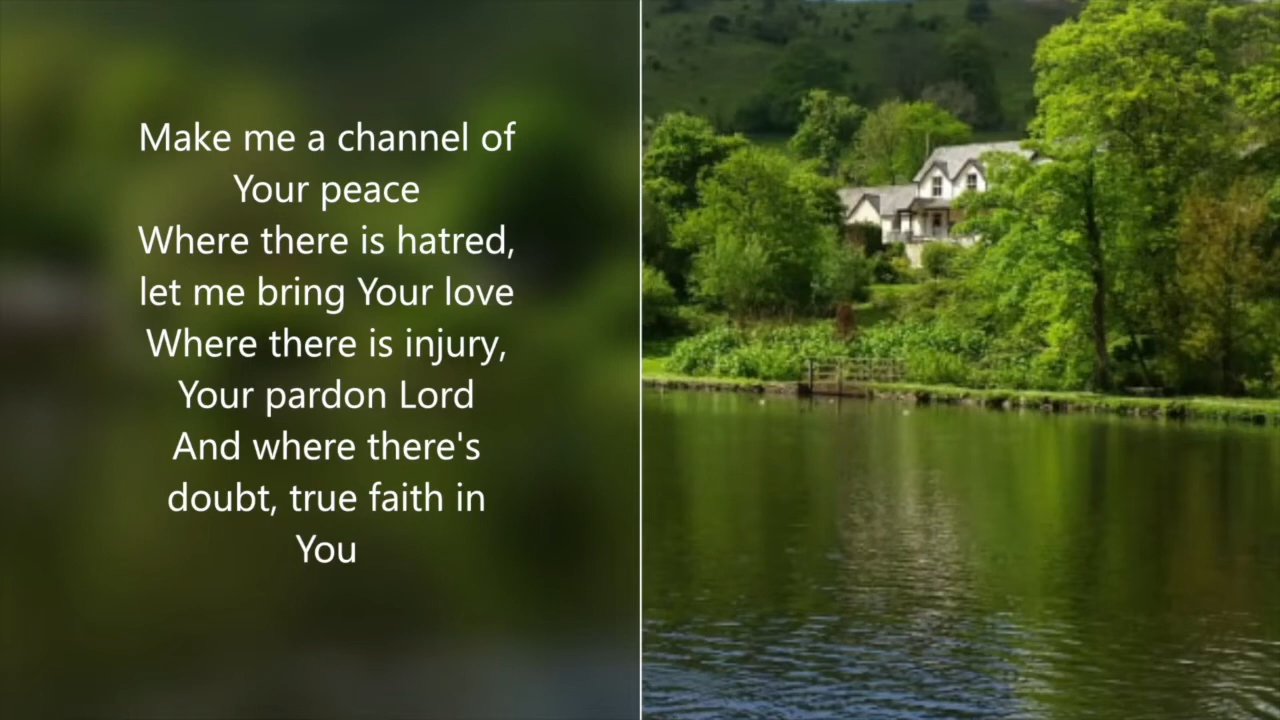 Make me a channel of
Your peace
Where there is hatred,
let me bring Your love
Where there is injury,
Your pardon Lord
And where there's
doubt, true faith in
You